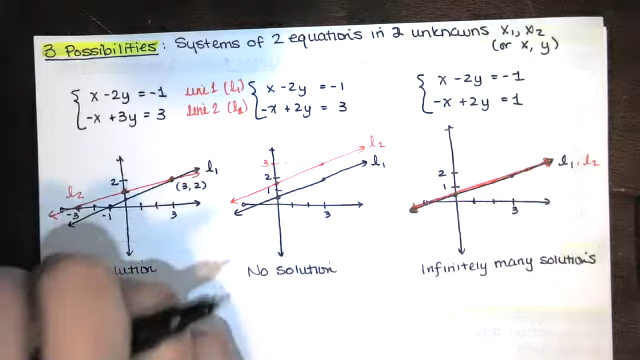 3 Possibilities: Systems of 2 equations in 2 unknowns x₁, x₂
(or x, y)
x - 2y = -1
-x + 3y = 3
line 1 (l₁)
line 2 (l₂)
x - 2y = -1
-x + 2y = 3
x - 2y = -1
-x + 2y = 1
l₂
l₁
2
(3,2)
-3
-1
3
l₂
l₁
3
2
1
3
l₁, l₂
2
1
3
No solution
Infinitely many solutions